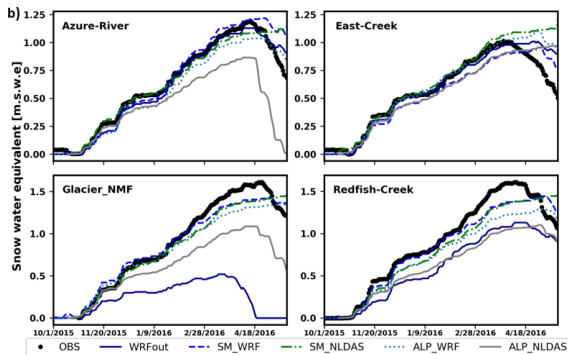 b)
Azure-River
East-Creek
1.25
1.00
0.75
0.50
0.25
0.00
1.25
1.00
0.75
0.50
0.25
0.00
Snow water equivalent [m.s.w.e]
Glacier_NMF
Redfish-Creek
1.5
1.0
0.5
0.0
1.5
1.0
0.5
0.0
10/1/2015 11/20/2015 1/9/2016 2/28/2016 4/18/2016
10/1/2015 11/20/2015 1/9/2016 2/28/2016 4/18/2016
OBS WRFout SM_WRF SM_NLDAS ALP_WRF ALP_NLDAS